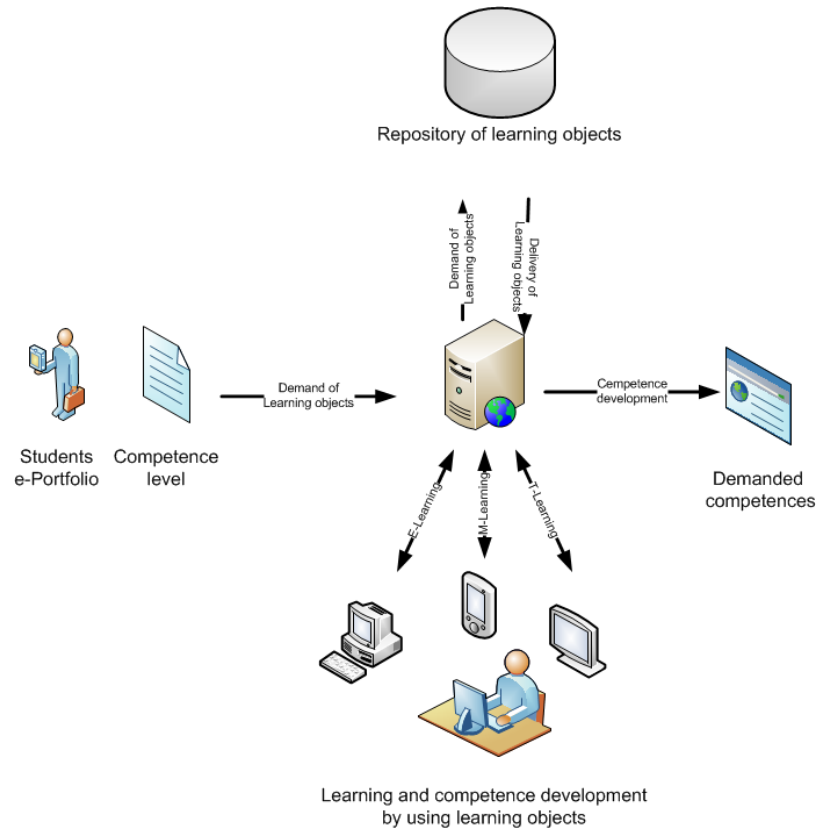 Repository of learning objects
Demand of
Learning objects
Delivery of
Learning objects
Demand of
Learning objects
Cempetence
development
Students
e-Portfolio
Competence
level
Demanded
competences
E-Learning
M-Learning
T-Learning
Learning and competence development
by using learning objects